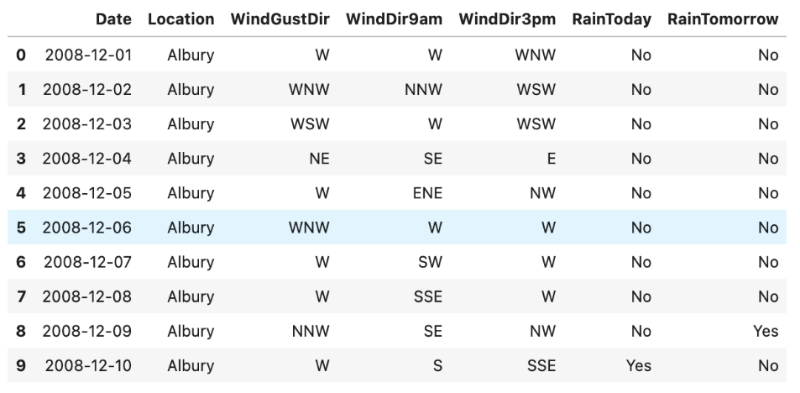 Date Location WindGustDir WindDir9am WindDir3pm RainToday RainTomorrow
0 2008-12-01 Albury W W WNW No No
1 2008-12-02 Albury WNW NNW WSW No No
2 2008-12-03 Albury WSW W WSW No No
3 2008-12-04 Albury NE SE E No No
4 2008-12-05 Albury W ENE NW No No
5 2008-12-06 Albury WNW W W No No
6 2008-12-07 Albury W SW W No No
7 2008-12-08 Albury W SSE W No No
8 2008-12-09 Albury NNW SE NW No Yes
9 2008-12-10 Albury W S SSE Yes No